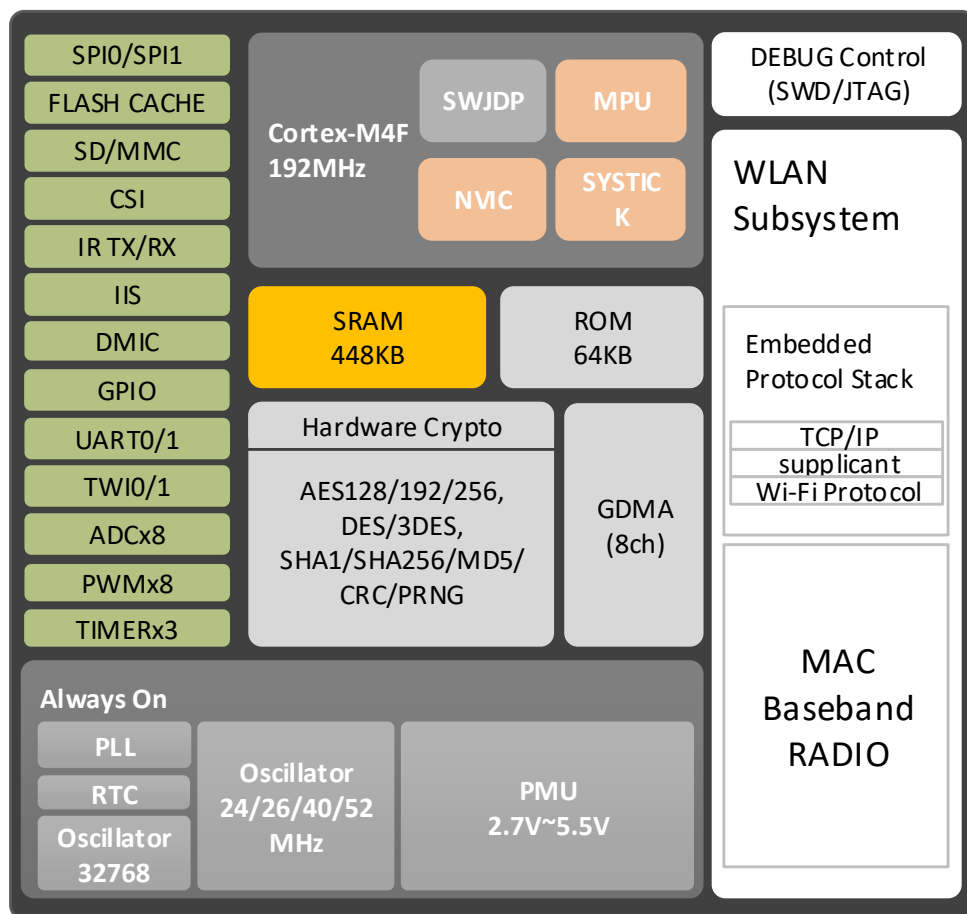 SPI0/SPI1
FLASH CACHE
SD/MMC
CSI
IR TX/RX
IIS
DMIC
GPIO
UART0/1
TWI0/1
ADCx8
PWMx8
TIMERx3
Cortex-M4F
192MHz
SWJDP
MPU
NVIC
SYSTIC
K
SRAM
448KB
ROM
64KB
Hardware Crypto
AES128/192/256,
DES/3DES,
SHA1/SHA256/MD5/
CRC/PRNG
GDMA
(8ch)
DEBUG Control
(SWD/JTAG)
WLAN
Subsystem
Embedded
Protocol Stack
TCP/IP
supplicant
Wi-Fi Protocol
MAC
Baseband
RADIO
Always On
PLL
RTC
Oscillator
32768
Oscillator
24/26/40/52
MHz
PMU
2.7V~5.5V